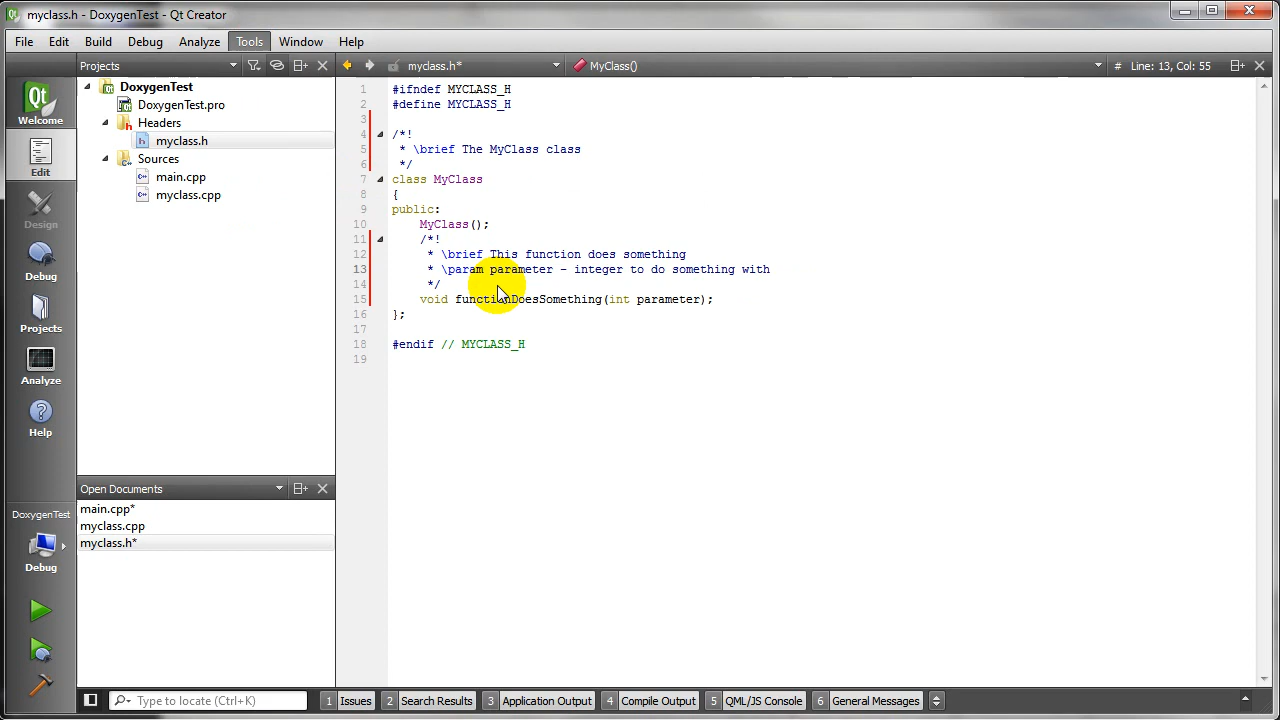 myclass.h - DoxygenTest - Qt Creator
File Edit Build Debug Analyze Tools Window Help
Projects
myclass.h*
MyClass()
# Line: 13, Col: 55
Qt
Welcome
Edit
Design
Debug
Projects
Analyze
Help
DoxygenTest
Debug
DoxygenTest
DoxygenTest.pro
Headers
myclass.h
Sources
main.cpp
myclass.cpp
Open Documents
main.cpp*
myclass.cpp
myclass.h*
1 #ifndef MYCLASS_H
2 #define MYCLASS_H
3
4 /*!
5  * \brief The MyClass class
6  */
7 class MyClass
8 {
9 public:
10     MyClass();
11     /*!
12      * \brief This function does something
13      * \param parameter - integer to do something with
14      */
15     void functionDoesSomething(int parameter);
16 };
17
18 #endif // MYCLASS_H
19
Type to locate (Ctrl+K)
1 Issues 2 Search Results 3 Application Output 4 Compile Output 5 QML/JS Console 6 General Messages